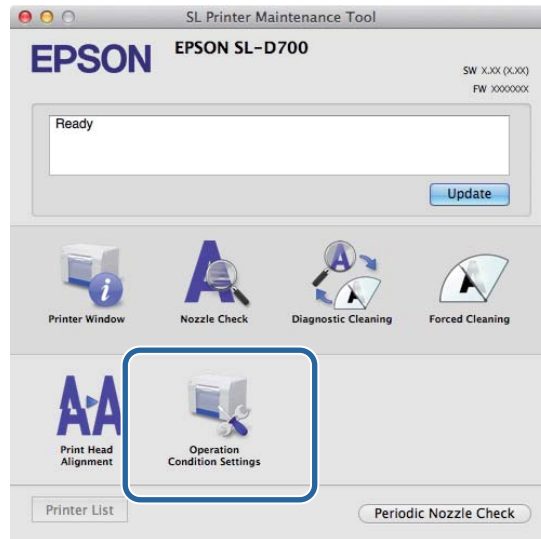 SL Printer Maintenance Tool
EPSON
EPSON SL-D700
SW X.XX (X.XX)
FW XXXXXXX
Ready
Update
Printer Window
Nozzle Check
Diagnostic Cleaning
Forced Cleaning
Print Head
Alignment
Operation
Condition Settings
Printer List
Periodic Nozzle Check